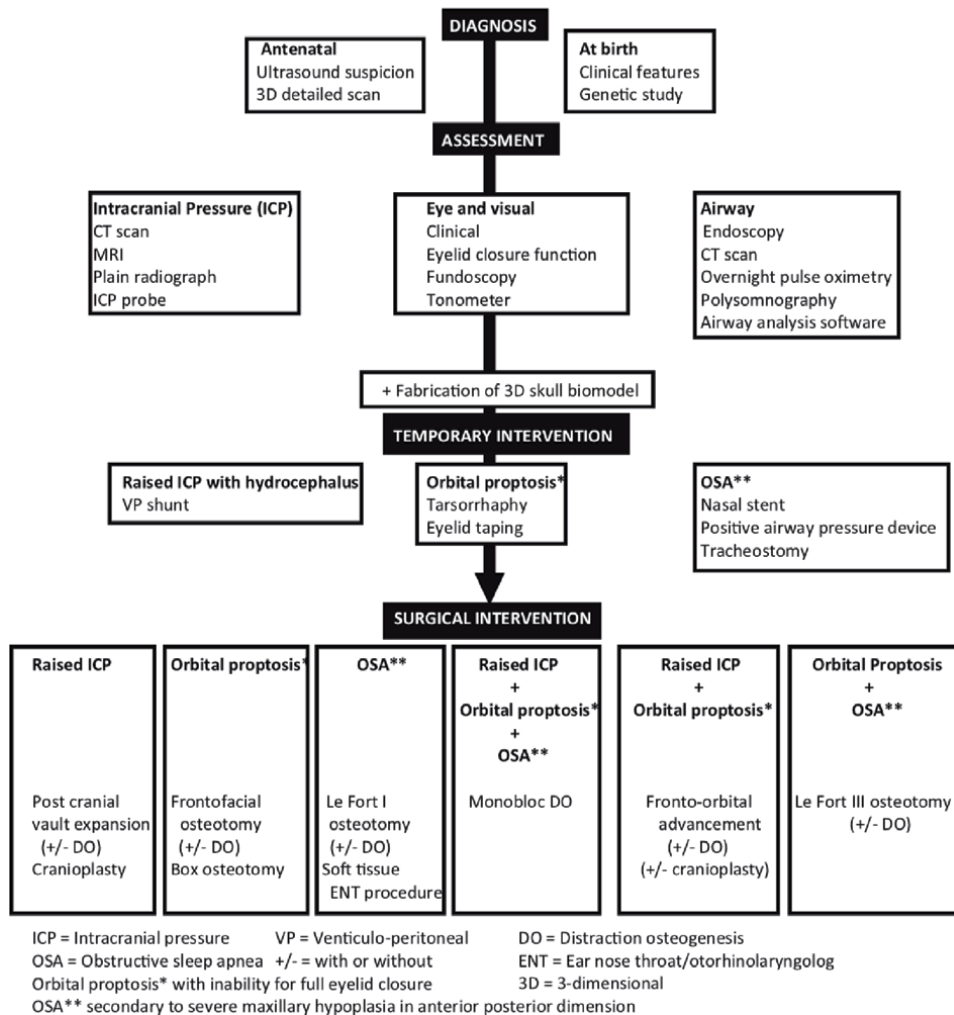 DIAGNOSIS
Antenatal
Ultrasound suspicion
3D detailed scan
At birth
Clinical features
Genetic study
ASSESSMENT
Intracranial Pressure (ICP)
CT scan
MRI
Plain radiograph
ICP probe
Eye and visual
Clinical
Eyelid closure function
Fundoscopy
Tonometer
Airway
Endoscopy
CT scan
Overnight pulse oximetry
Polysomnography
Airway analysis software
+ Fabrication of 3D skull biomodel
TEMPORARY INTERVENTION
Raised ICP with hydrocephalus
VP shunt
Orbital proptosis*
Tarsorrhaphy
Eyelid taping
OSA**
Nasal stent
Positive airway pressure device
Tracheostomy
SURGICAL INTERVENTION
Raised ICP
Post cranial
vault expansion
(+/- DO)
Cranioplasty
Orbital proptosis*
Frontofacial
osteotomy
(+/- DO)
Box osteotomy
OSA**
Le Fort I
osteotomy
(+/- DO)
Soft tissue
ENT procedure
Raised ICP
+
Orbital proptosis*
+
OSA**
Monobloc DO
Raised ICP
+
Orbital proptosis*
Fronto-orbital
advancement
(+/- DO)
(+/- cranioplasty)
Orbital Proptosis
+
OSA**
Le Fort III osteotomy
(+/- DO)
ICP = Intracranial pressure VP = Venticulo-peritoneal DO = Distraction osteogenesis
OSA = Obstructive sleep apnea +/- = with or without ENT = Ear nose throat/otorhinolaryngolog
Orbital proptosis* with inability for full eyelid closure 3D = 3-dimensional
OSA** secondary to severe maxillary hypoplasia in anterior posterior dimension